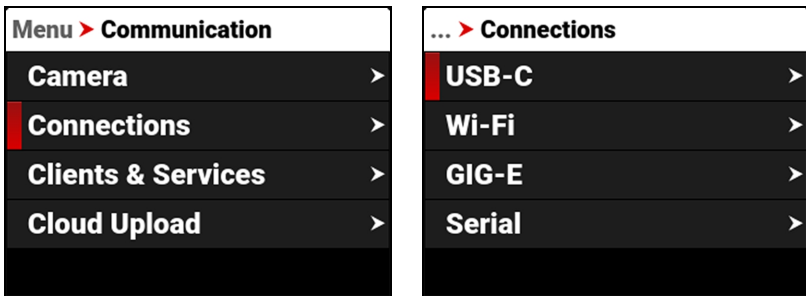 Menu > Communication
Camera
Connections
Clients & Services
Cloud Upload
... > Connections
USB-C
Wi-Fi
GIG-E
Serial